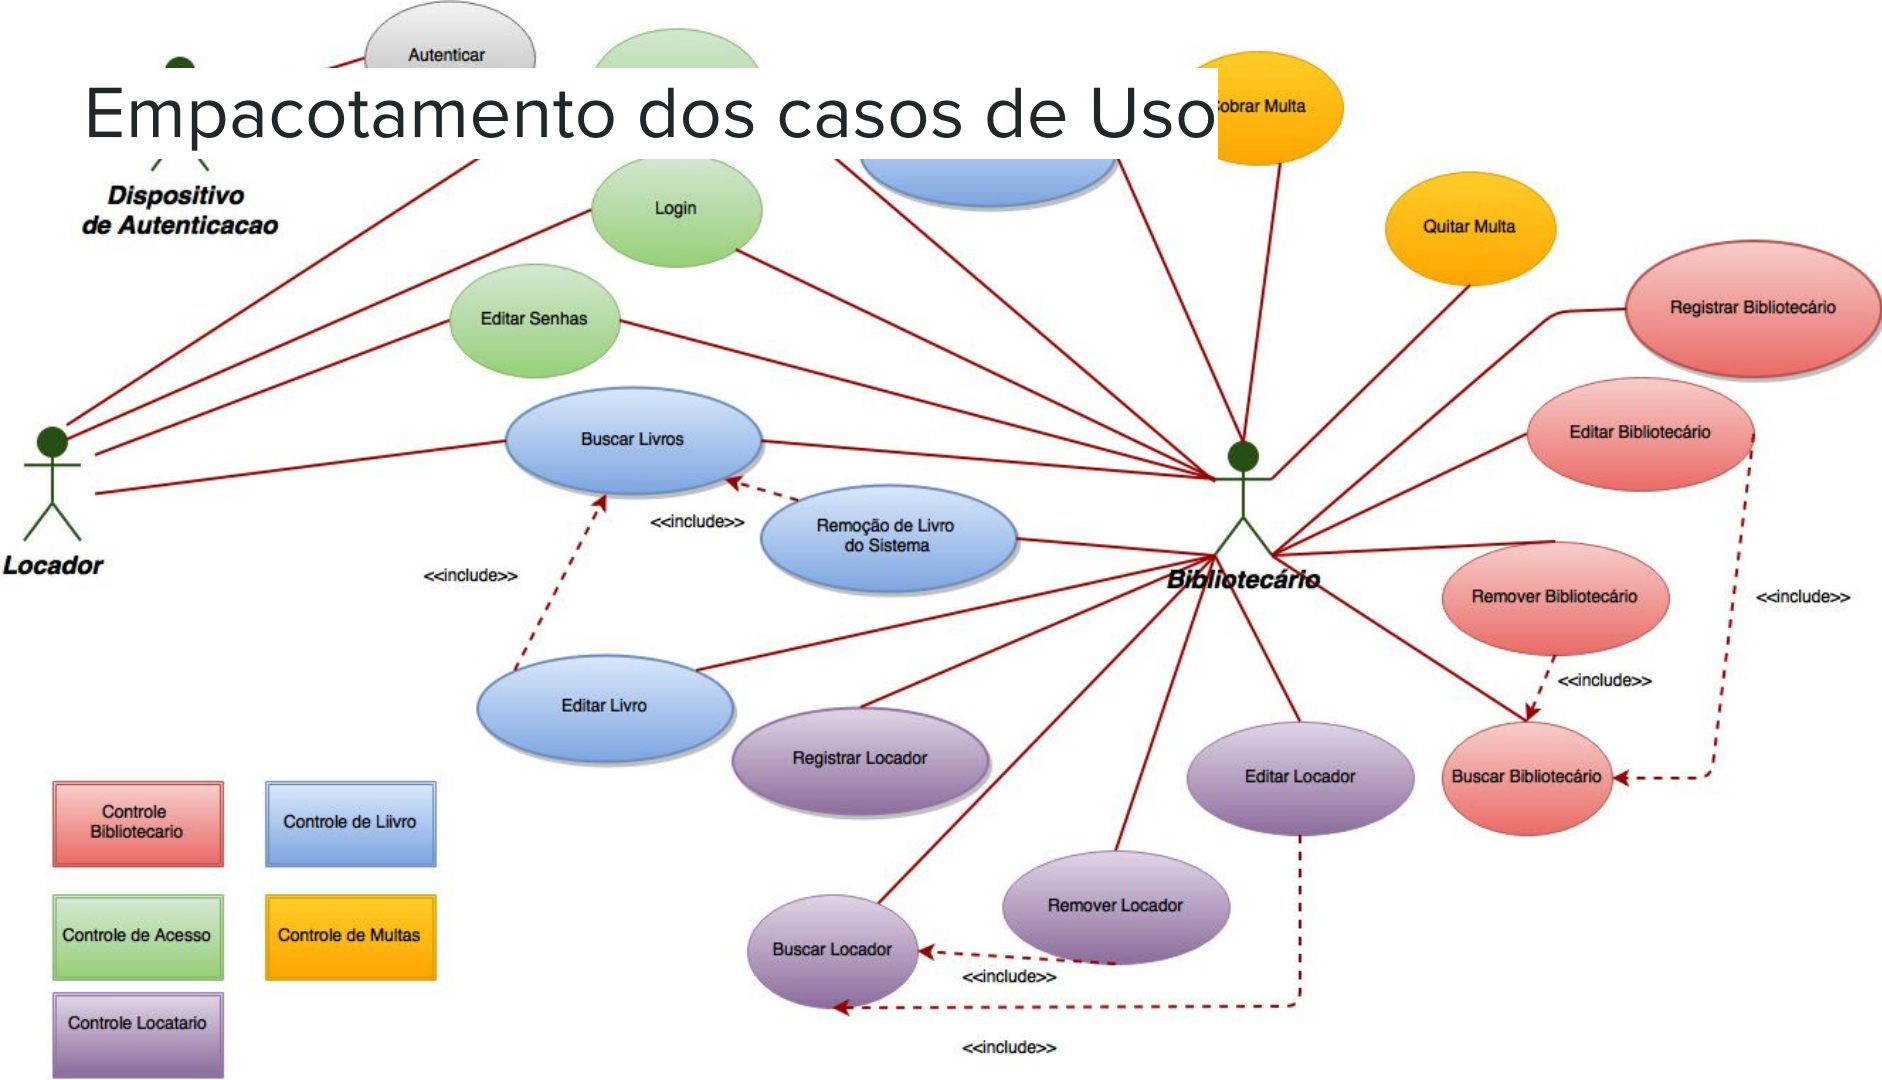 Autenticar
Empacotamento dos casos de Uso
obrar Multa
Dispositivo
de Autenticacao
Login
Quitar Multa
Registrar Bibliotecário
Editar Senhas
Editar Bibliotecário
Buscar Livros
<<include>>
Remoção de Livro
do Sistema
Locador
<<include>>
Bibliotecário
Remover Bibliotecário
<<include>>
<<include>>
Editar Livro
Registrar Locador
Editar Locador
Buscar Bibliotecário
Controle
Bibliotecario
Controle de Liivro
Remover Locador
Controle de Acesso
Controle de Multas
Buscar Locador
<<include>>
Controle Locatario
<<include>>